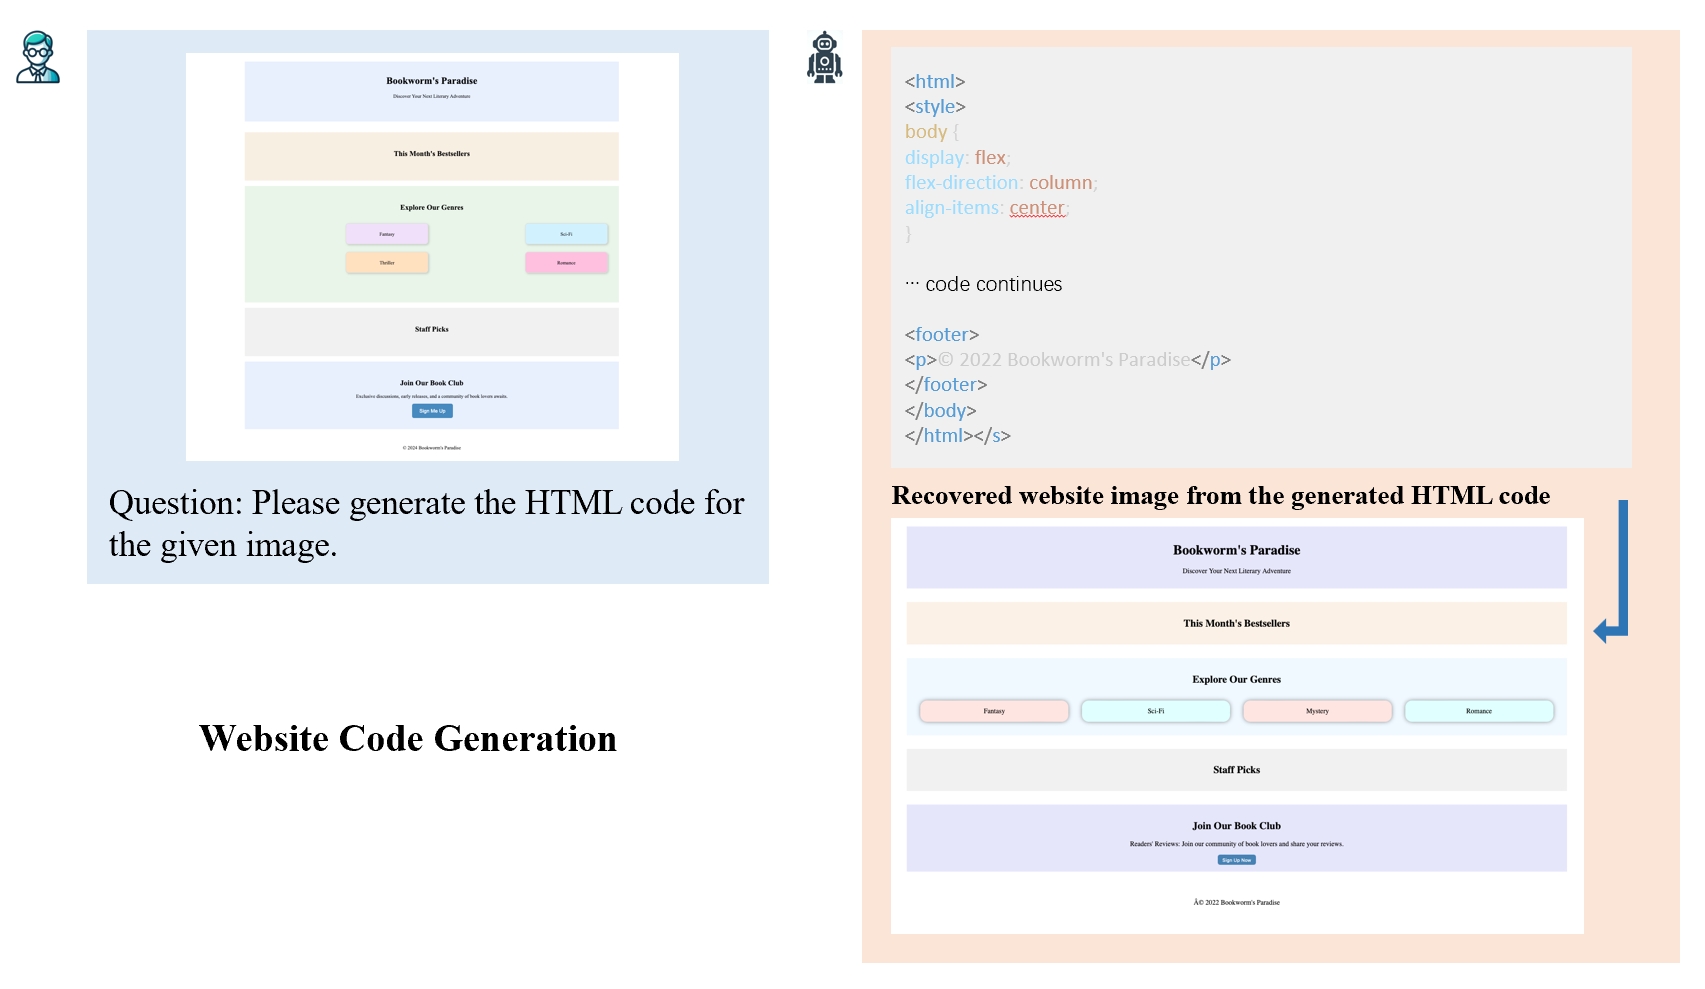 Bookworm's Paradise
Discover Your Next Literary Adventure
This Month's Bestsellers
Explore Our Genres
Fantasy
Sci-Fi
Thriller
Romance
Staff Picks
Join Our Book Club
Exclusive discussions, early releases, and a community of book lovers awaits.
Sign Me Up
© 2024 Bookworm's Paradise
Question: Please generate the HTML code for
the given image.
Website Code Generation
<html>
<style>
body {
display: flex;
flex-direction: column;
align-items: center;
}
··· code continues
<footer>
<p>© 2022 Bookworm's Paradise</p>
</footer>
</body>
</html></s>
Recovered website image from the generated HTML code
Bookworm's Paradise
Discover Your Next Literary Adventure
This Month's Bestsellers
Explore Our Genres
Fantasy
Sci-Fi
Mystery
Romance
Staff Picks
Join Our Book Club
Readers' Reviews: Join our community of book lovers and share your reviews.
Sign Up Now
Â© 2022 Bookworm's Paradise